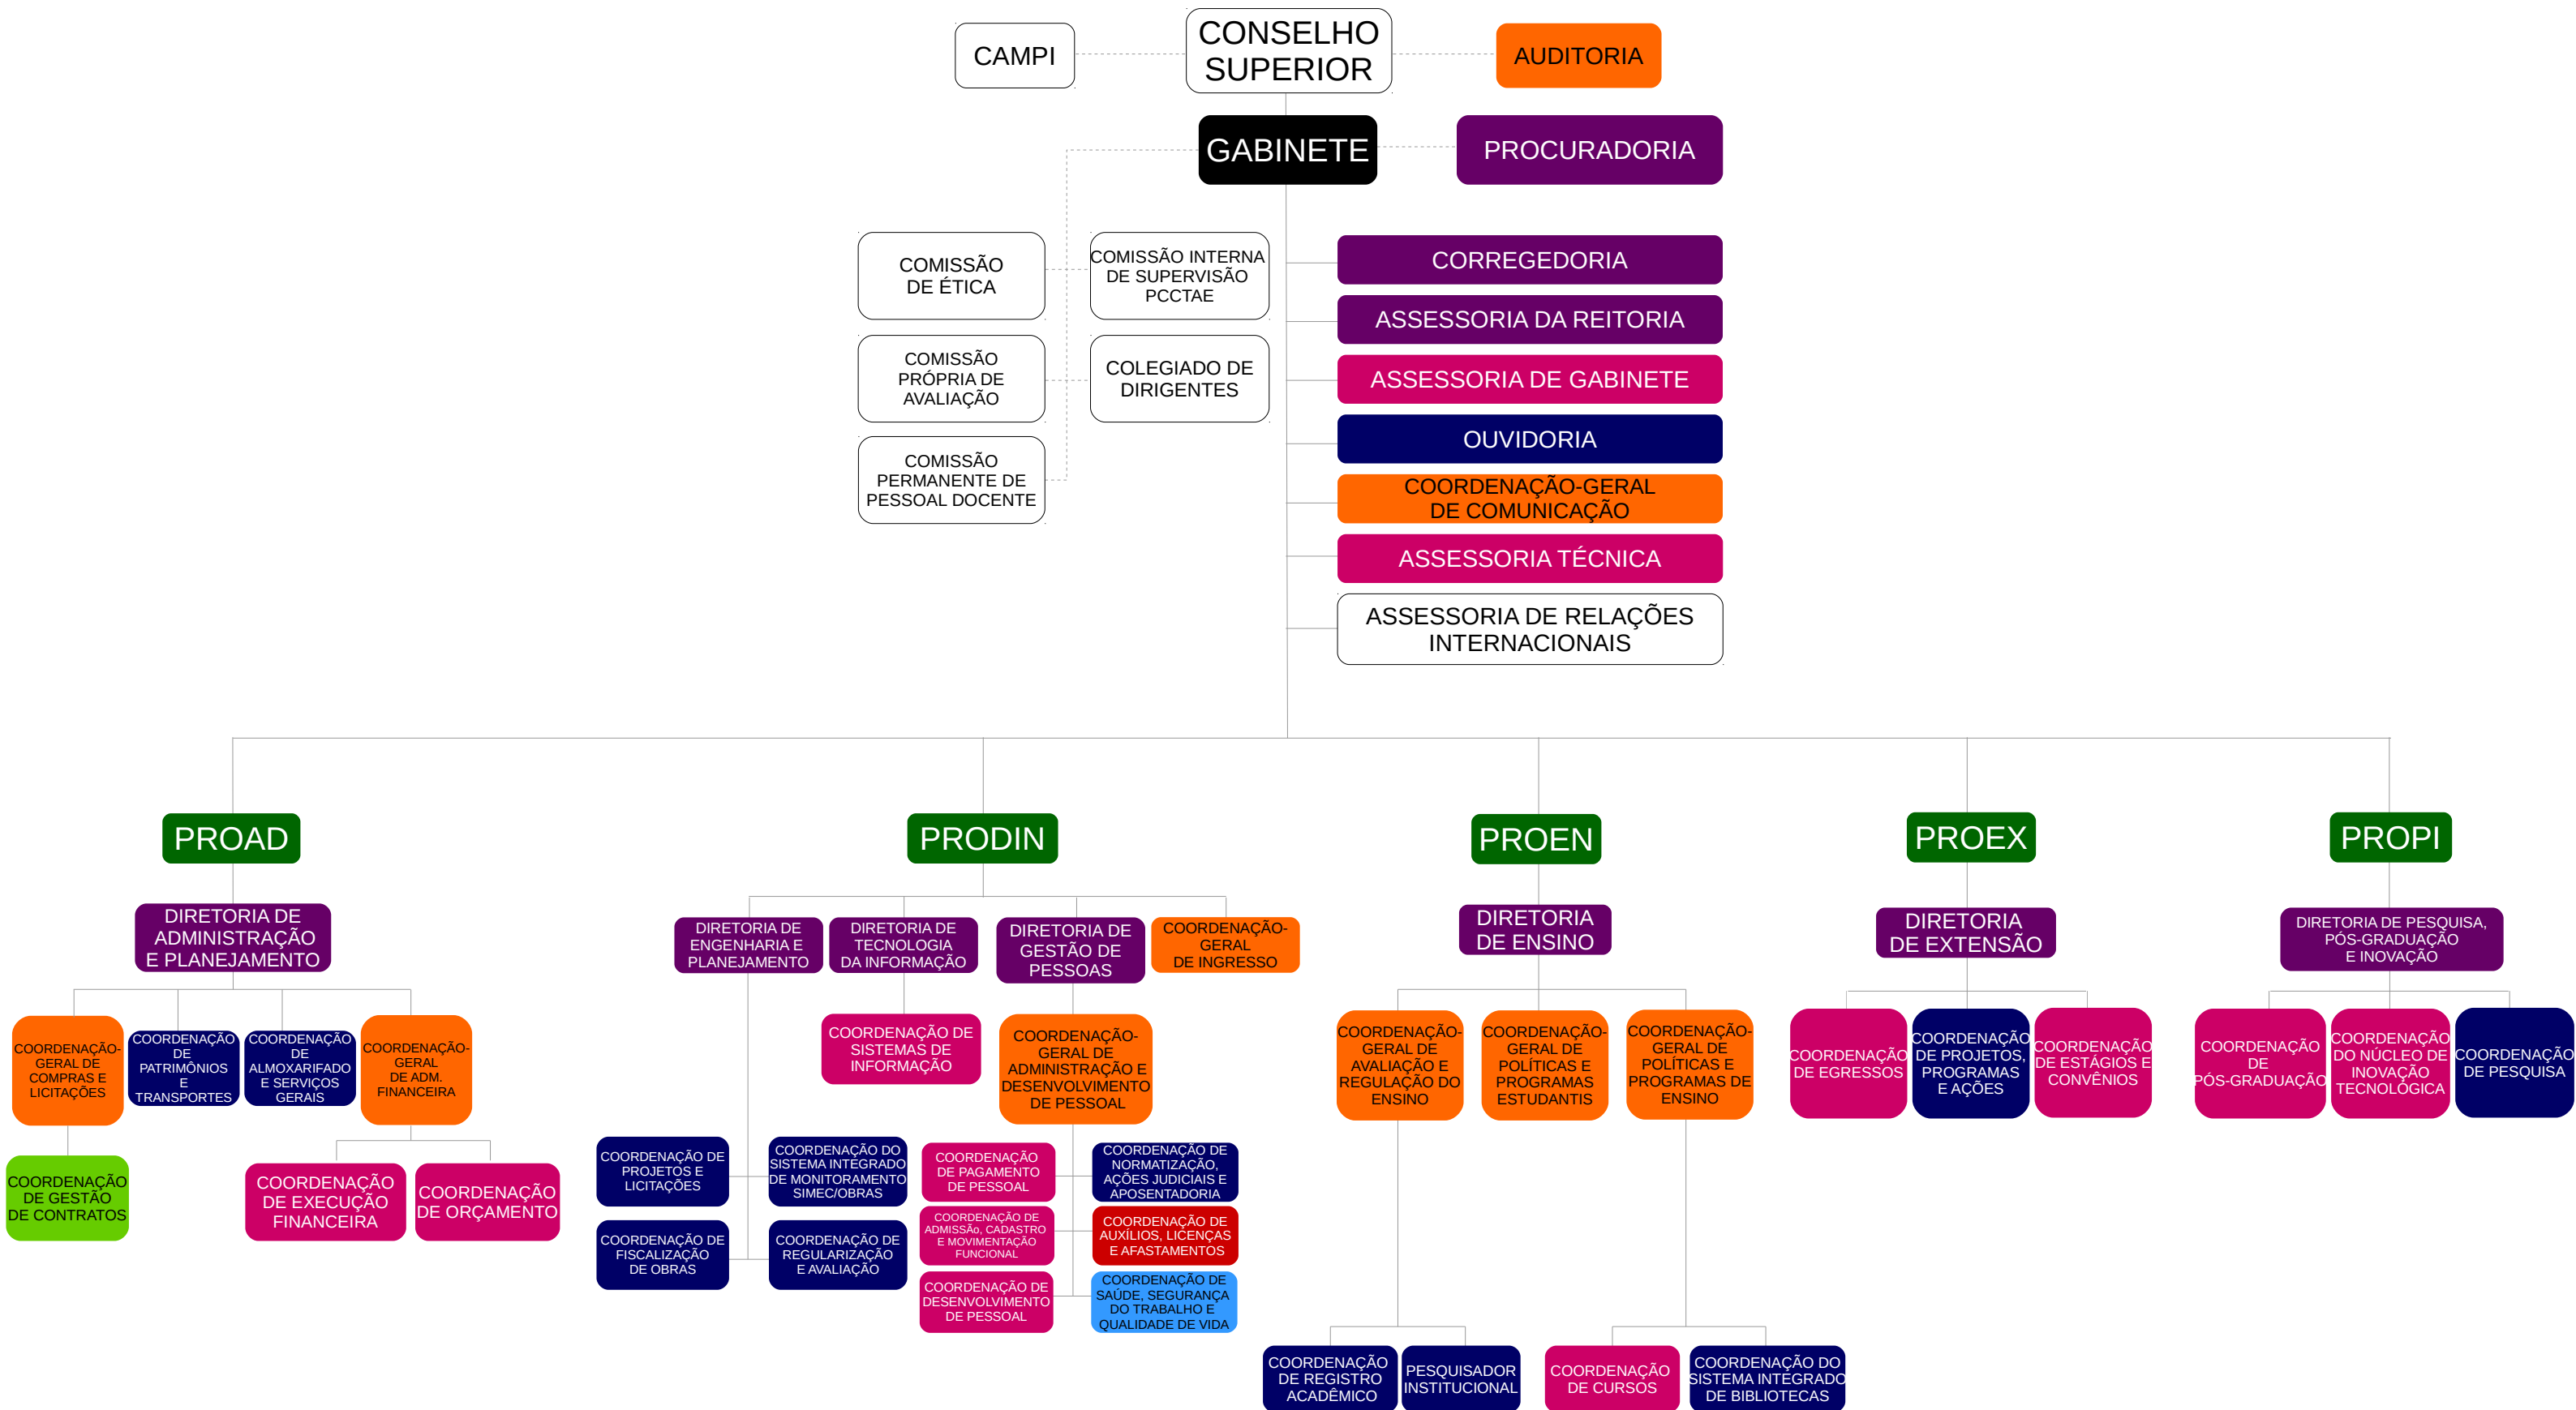 CAMPI
CONSELHO
SUPERIOR
AUDITORIA
GABINETE
PROCURADORIA
COMISSÃO
DE ÉTICA
COMISSÃO INTERNA
DE SUPERVISÃO
PCCTAE
COMISSÃO
PRÓPRIA DE
AVALIAÇÃO
COLEGIADO DE
DIRIGENTES
COMISSÃO
PERMANENTE DE
PESSOAL DOCENTE
CORREGEDORIA
ASSESSORIA DA REITORIA
ASSESSORIA DE GABINETE
OUVIDORIA
COORDENAÇÃO-GERAL
DE COMUNICAÇÃO
ASSESSORIA TÉCNICA
ASSESSORIA DE RELAÇÕES
INTERNACIONAIS
PROAD
DIRETORIA DE
ADMINISTRAÇÃO
E PLANEJAMENTO
COORDENAÇÃO-
GERAL DE
COMPRAS E
LICITAÇÕES
COORDENAÇÃO
DE
PATRIMÔNIOS
E
TRANSPORTES
COORDENAÇÃO
DE
ALMOXARIFADO
E SERVIÇOS
GERAIS
COORDENAÇÃO-
GERAL
DE ADM.
FINANCEIRA
COORDENAÇÃO
DE GESTÃO
DE CONTRATOS
COORDENAÇÃO
DE EXECUÇÃO
FINANCEIRA
COORDENAÇÃO
DE ORÇAMENTO
PRODIN
DIRETORIA DE
ENGENHARIA E
PLANEJAMENTO
DIRETORIA DE
TECNOLOGIA
DA INFORMAÇÃO
DIRETORIA DE
GESTÃO DE
PESSOAS
COORDENAÇÃO-
GERAL
DE INGRESSO
COORDENAÇÃO DE
SISTEMAS DE
INFORMAÇÃO
COORDENAÇÃO-
GERAL DE
ADMINISTRAÇÃO E
DESENVOLVIMENTO
DE PESSOAL
COORDENAÇÃO DE
PROJETOS E
LICITAÇÕES
COORDENAÇÃO DO
SISTEMA INTEGRADO
DE MONITORAMENTO
SIMEC/OBRAS
COORDENAÇÃO DE
FISCALIZAÇÃO
DE OBRAS
COORDENAÇÃO DE
REGULARIZAÇÃO
E AVALIAÇÃO
COORDENAÇÃO
DE PAGAMENTO
DE PESSOAL
COORDENAÇÃO DE
NORMATIZAÇÃO,
AÇÕES JUDICIAIS E
APOSENTADORIA
COORDENAÇÃO DE
ADMISSÃo, CADASTRO
E MOVIMENTAÇÃO
FUNCIONAL
COORDENAÇÃO DE
AUXÍLIOS, LICENÇAS
E AFASTAMENTOS
COORDENAÇÃO DE
DESENVOLVIMENTO
DE PESSOAL
COORDENAÇÃO DE
SAÚDE, SEGURANÇA
DO TRABALHO E
QUALIDADE DE VIDA
PROEN
DIRETORIA
DE ENSINO
COORDENAÇÃO-
GERAL DE
AVALIAÇÃO E
REGULAÇÃO DO
ENSINO
COORDENAÇÃO-
GERAL DE
POLÍTICAS E
PROGRAMAS
ESTUDANTIS
COORDENAÇÃO-
GERAL DE
POLÍTICAS E
PROGRAMAS DE
ENSINO
COORDENAÇÃO
DE REGISTRO
ACADÊMICO
PESQUISADOR
INSTITUCIONAL
COORDENAÇÃO
DE CURSOS
COORDENAÇÃO DO
SISTEMA INTEGRADO
DE BIBLIOTECAS
PROEX
DIRETORIA
DE EXTENSÃO
COORDENAÇÃO
DE EGRESSOS
COORDENAÇÃO
DE PROJETOS,
PROGRAMAS
E AÇÕES
COORDENAÇÃO
DE ESTÁGIOS E
CONVÊNIOS
PROPI
DIRETORIA DE PESQUISA,
PÓS-GRADUAÇÃO
E INOVAÇÃO
COORDENAÇÃO
DE
PÓS-GRADUAÇÃO
COORDENAÇÃO
DO NÚCLEO DE
INOVAÇÃO
TECNOLÓGICA
COORDENAÇÃO
DE PESQUISA